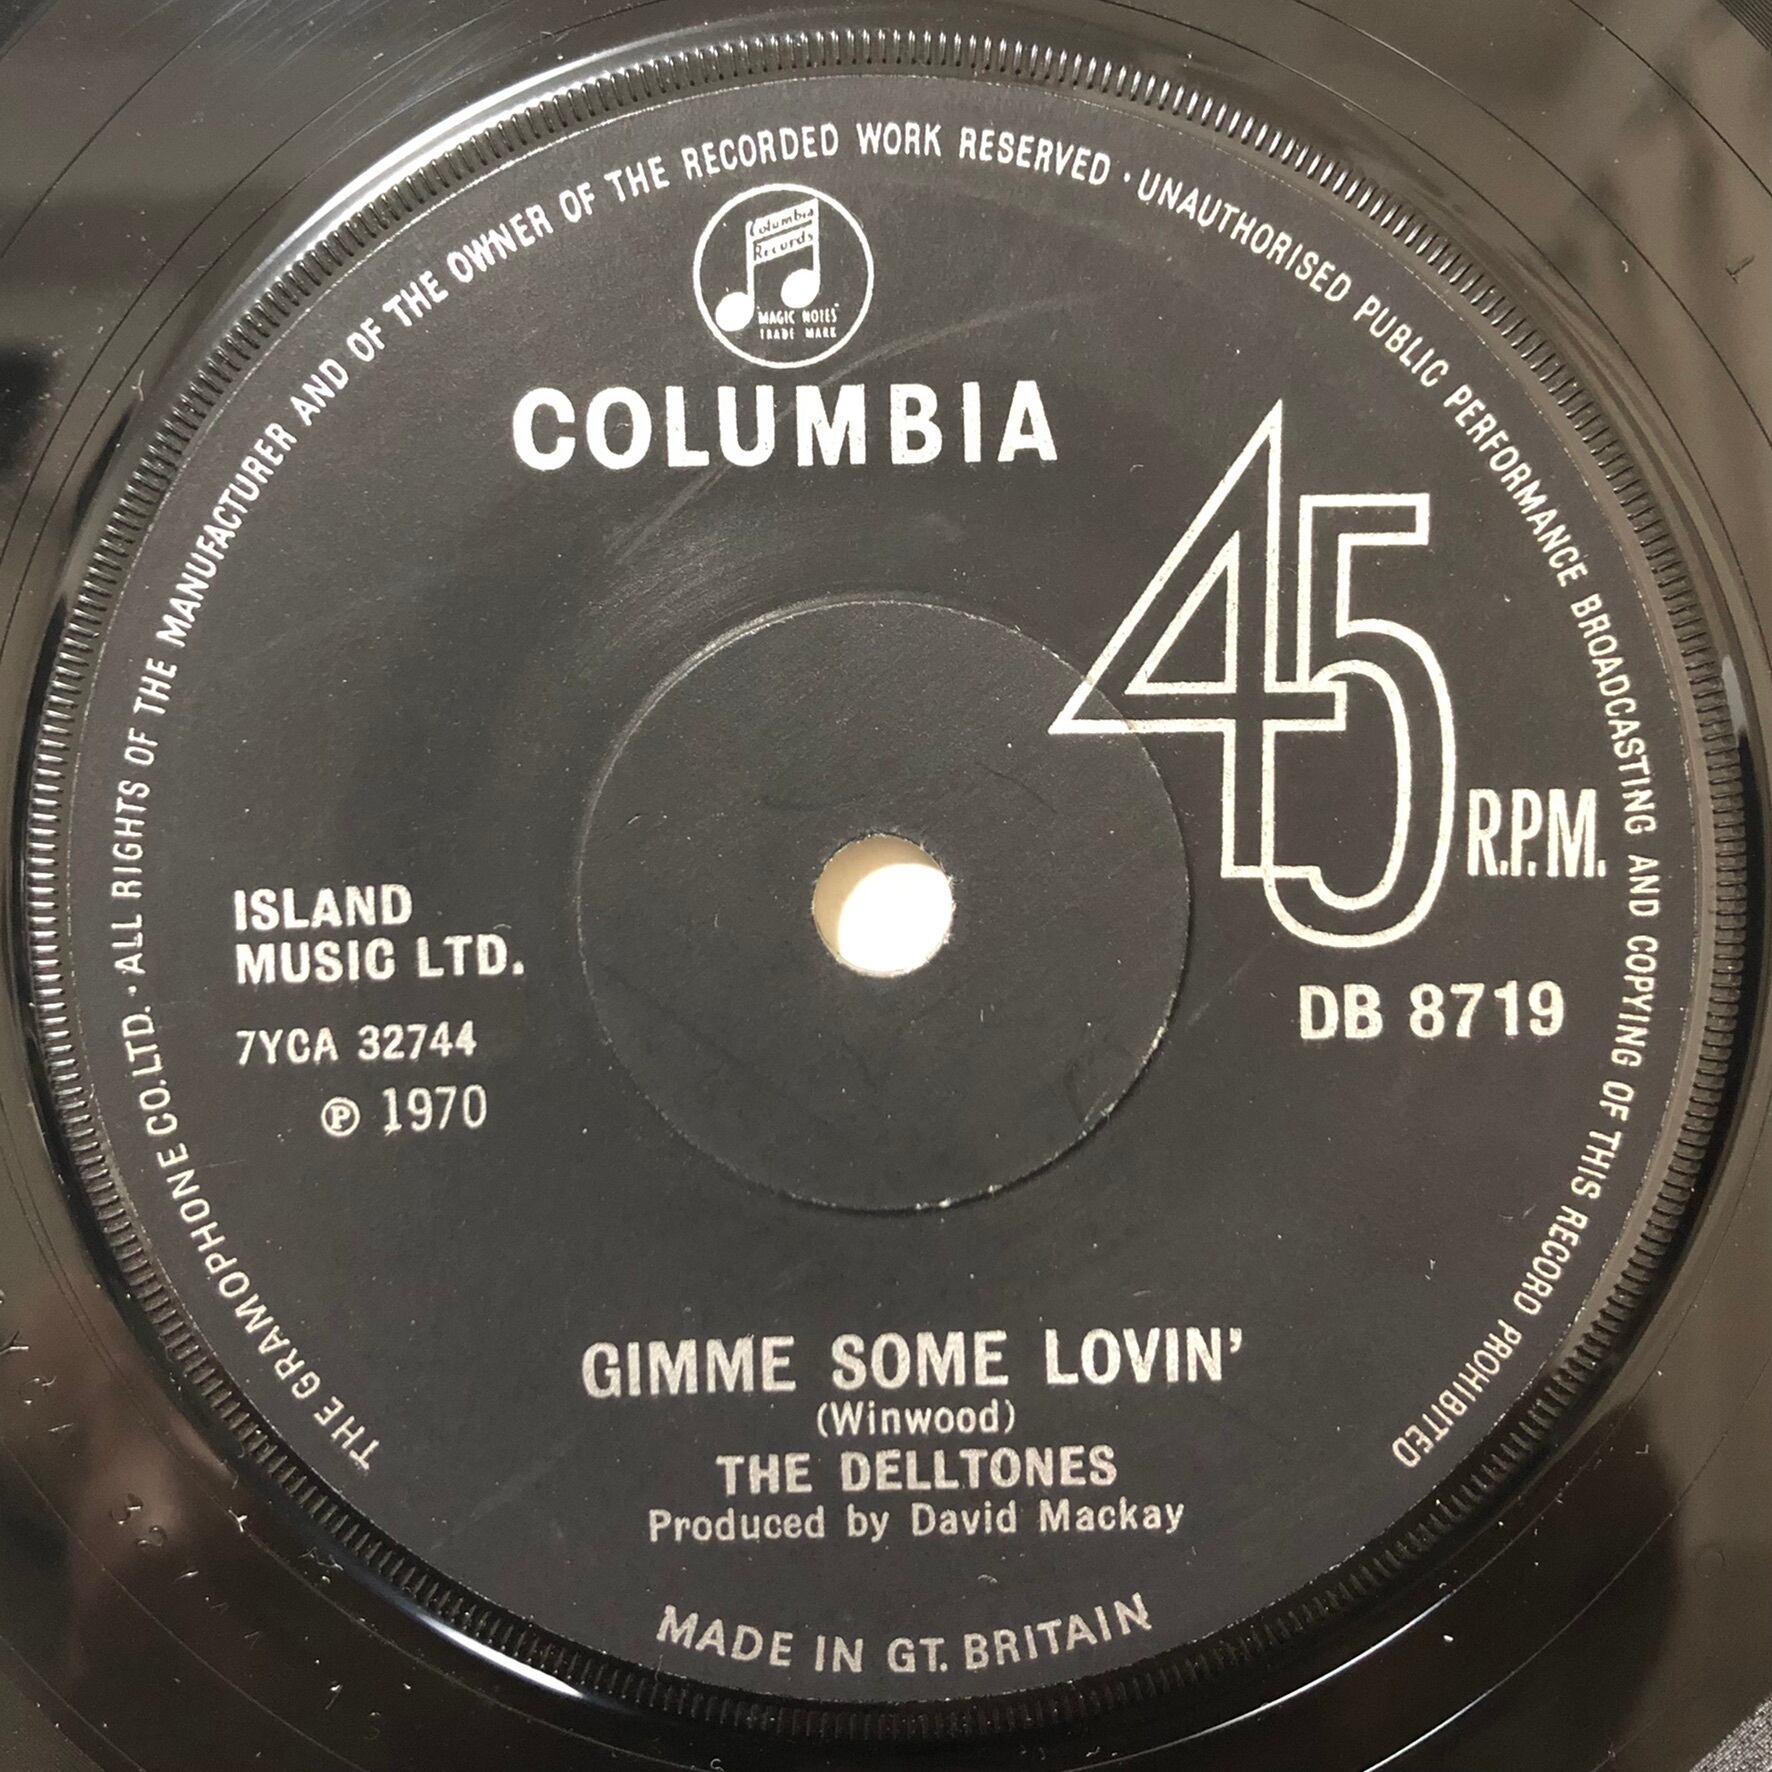 THE GRAMOPHONE CO. LTD. · ALL RIGHTS OF THE MANUFACTURER AND OF THE OWNER OF THE RECORDED WORK RESERVED · UNAUTHORISED PUBLIC PERFORMANCE BROADCASTING AND COPYING OF THIS RECORD PROHIBITED
Columbia
Records
MAGIC NOTES
TRADE MARK
COLUMBIA
45
R.P.M.
ISLAND
MUSIC LTD.
7YCA 32744
℗ 1970
DB 8719
GIMME SOME LOVIN’
(Winwood)
THE DELLTONES
Produced by David Mackay
MADE IN GT. BRITAIN